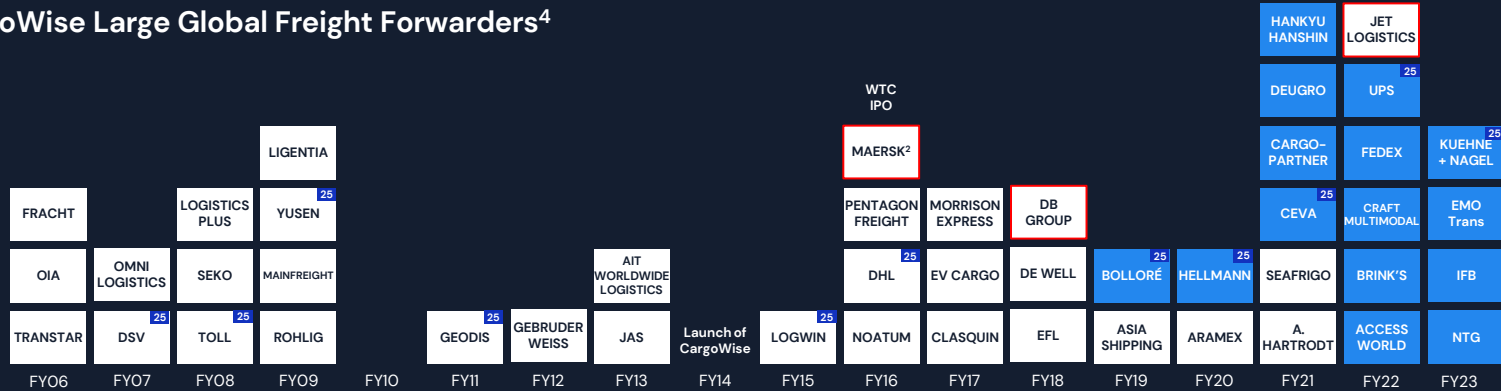 oWise Large Global Freight Forwarders4
HANKYU
HANSHIN
JET
LOGISTICS
WTC
IPO
DEUGRO
25
UPS
LIGENTIA
MAERSK2
CARGO-
PARTNER
FEDEX
25
KUEHNE
+ NAGEL
FRACHT
LOGISTICS
PLUS
25
YUSEN
PENTAGON
FREIGHT
MORRISON
EXPRESS
DB
GROUP
25
CEVA
CRAFT
MULTIMODAL
EMO
Trans
OIA
OMNI
LOGISTICS
SEKO
MAINFREIGHT
AIT
WORLDWIDE
LOGISTICS
25
DHL
EV CARGO
DE WELL
25
BOLLORÉ
25
HELLMANN
SEAFRIGO
BRINK'S
IFB
TRANSTAR
25
DSV
25
TOLL
ROHLIG
25
GEODIS
GEBRUDER
WEISS
JAS
Launch of
CargoWise
25
LOGWIN
NOATUM
CLASQUIN
EFL
ASIA
SHIPPING
ARAMEX
A.
HARTRODT
ACCESS
WORLD
NTG
FY06 FY07 FY08 FY09 FY10 FY11 FY12 FY13 FY14 FY15 FY16 FY17 FY18 FY19 FY20 FY21 FY22 FY23